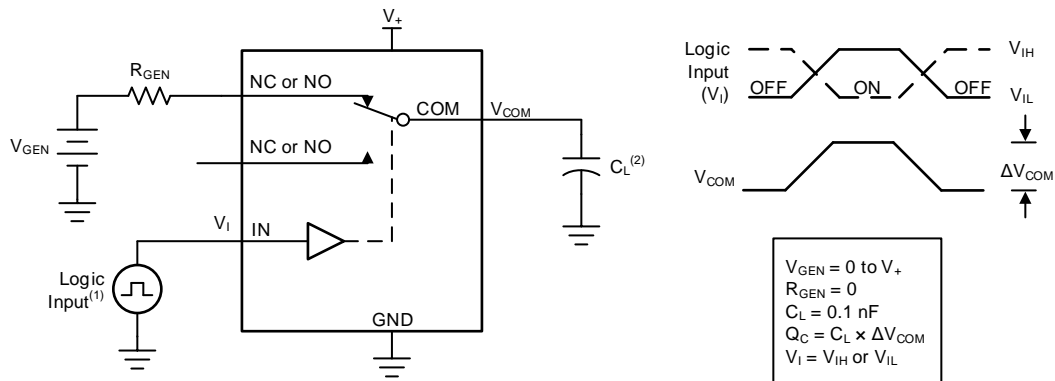 V+
RGEN
NC or NO
COM
VCOM
VGEN
NC or NO
CL(2)
VI
IN
Logic
Input(1)
GND
Logic
Input
(VI)
OFF
ON
OFF
VIH
VIL
VCOM
ΔVCOM
VGEN = 0 to V+
RGEN = 0
CL = 0.1 nF
QC = CL × ΔVCOM
VI = VIH or VIL